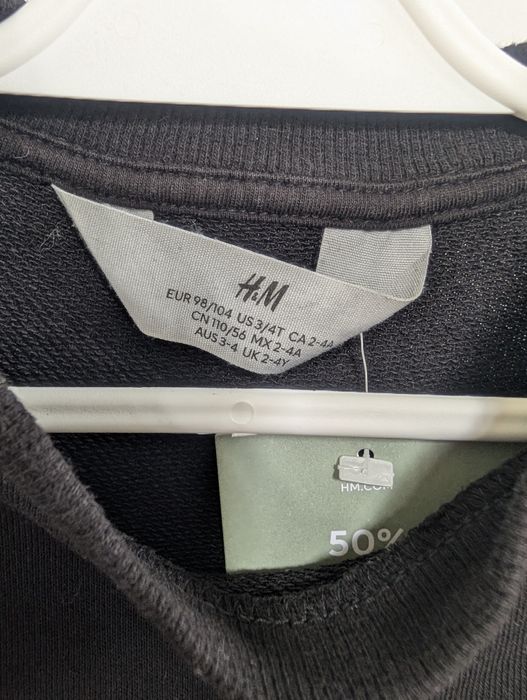 H&M
EUR 98/104 US 3/4T CA 2-4A
CN 110/56 MX 2-4A
AUS 3-4 UK 2-4Y
HM.COM
50%